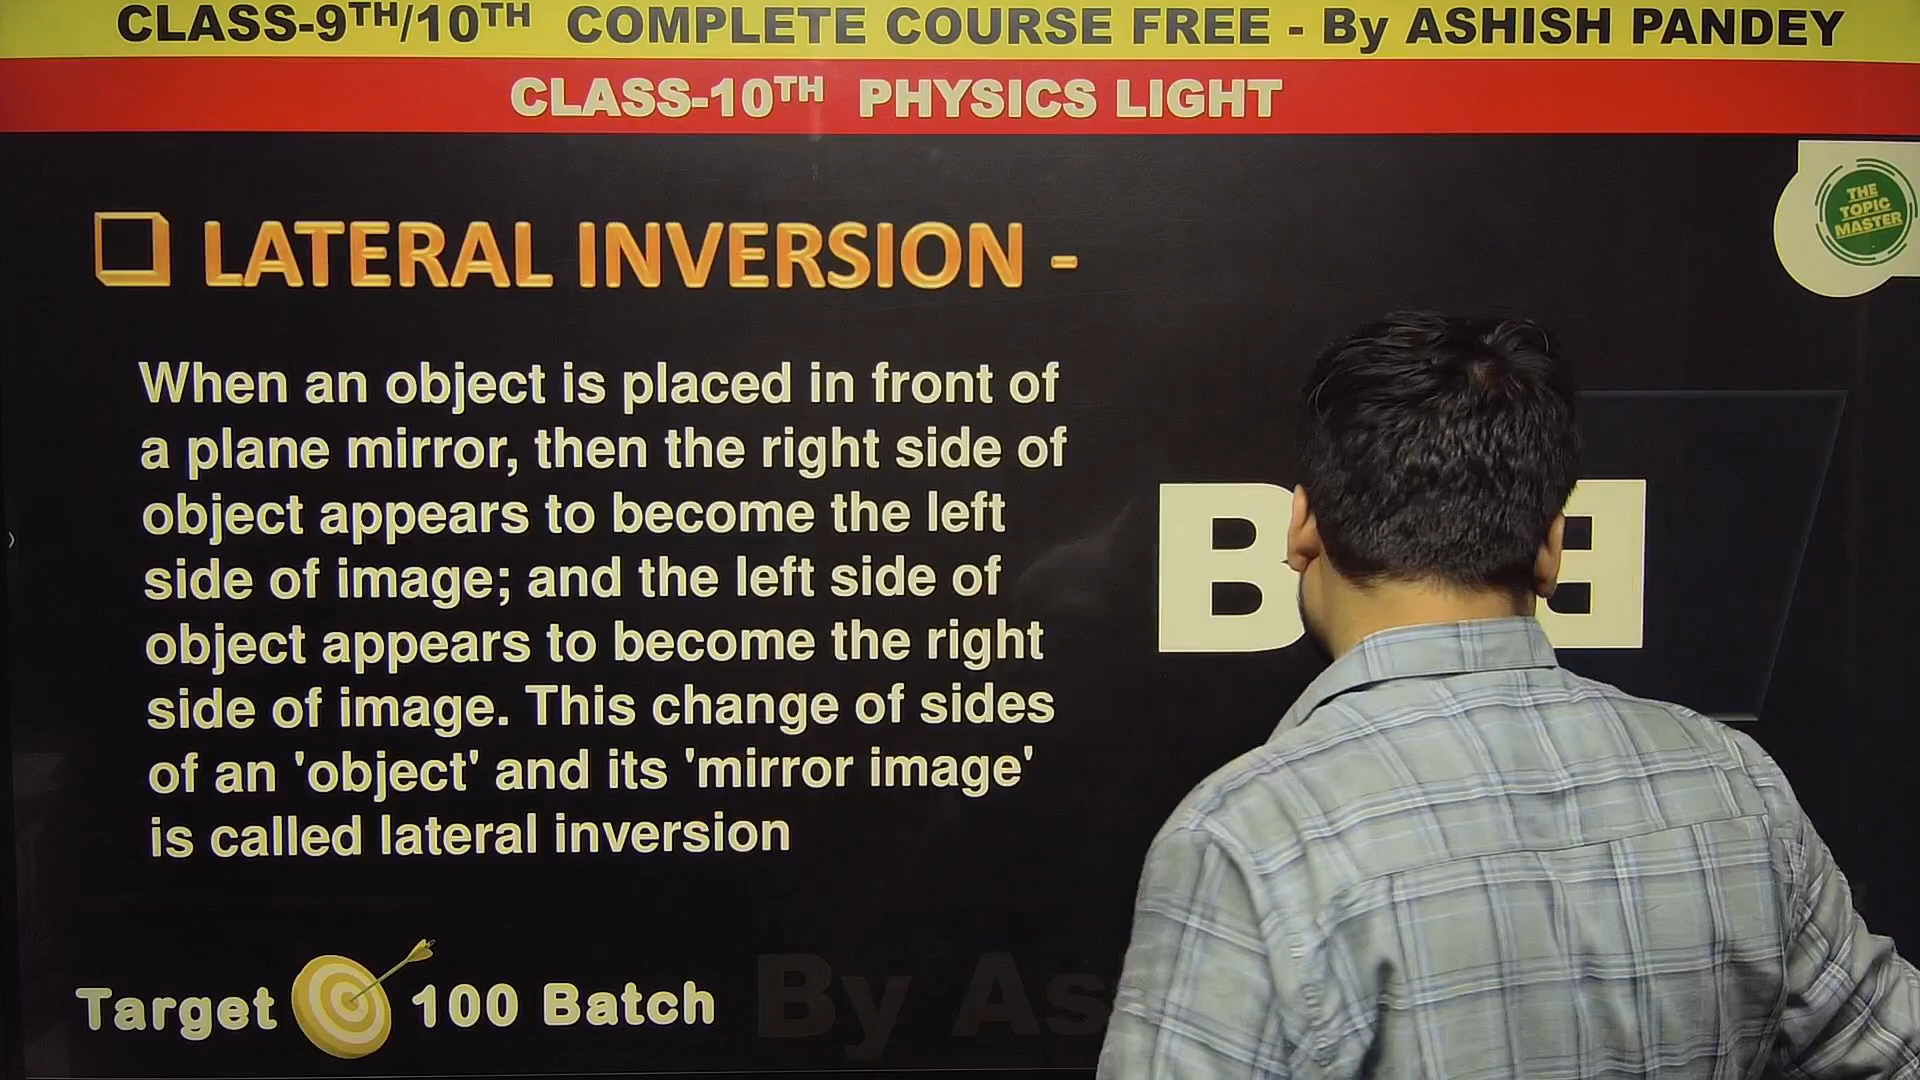 CLASS-9TH/10TH COMPLETE COURSE FREE - By ASHISH PANDEY
CLASS-10TH PHYSICS LIGHT
THE
TOPIC
MASTER
LATERAL INVERSION -
When an object is placed in front of
a plane mirror, then the right side of
object appears to become the left
side of image; and the left side of
object appears to become the right
side of image. This change of sides
of an 'object' and its 'mirror image'
is called lateral inversion
B
Target 100 Batch
By